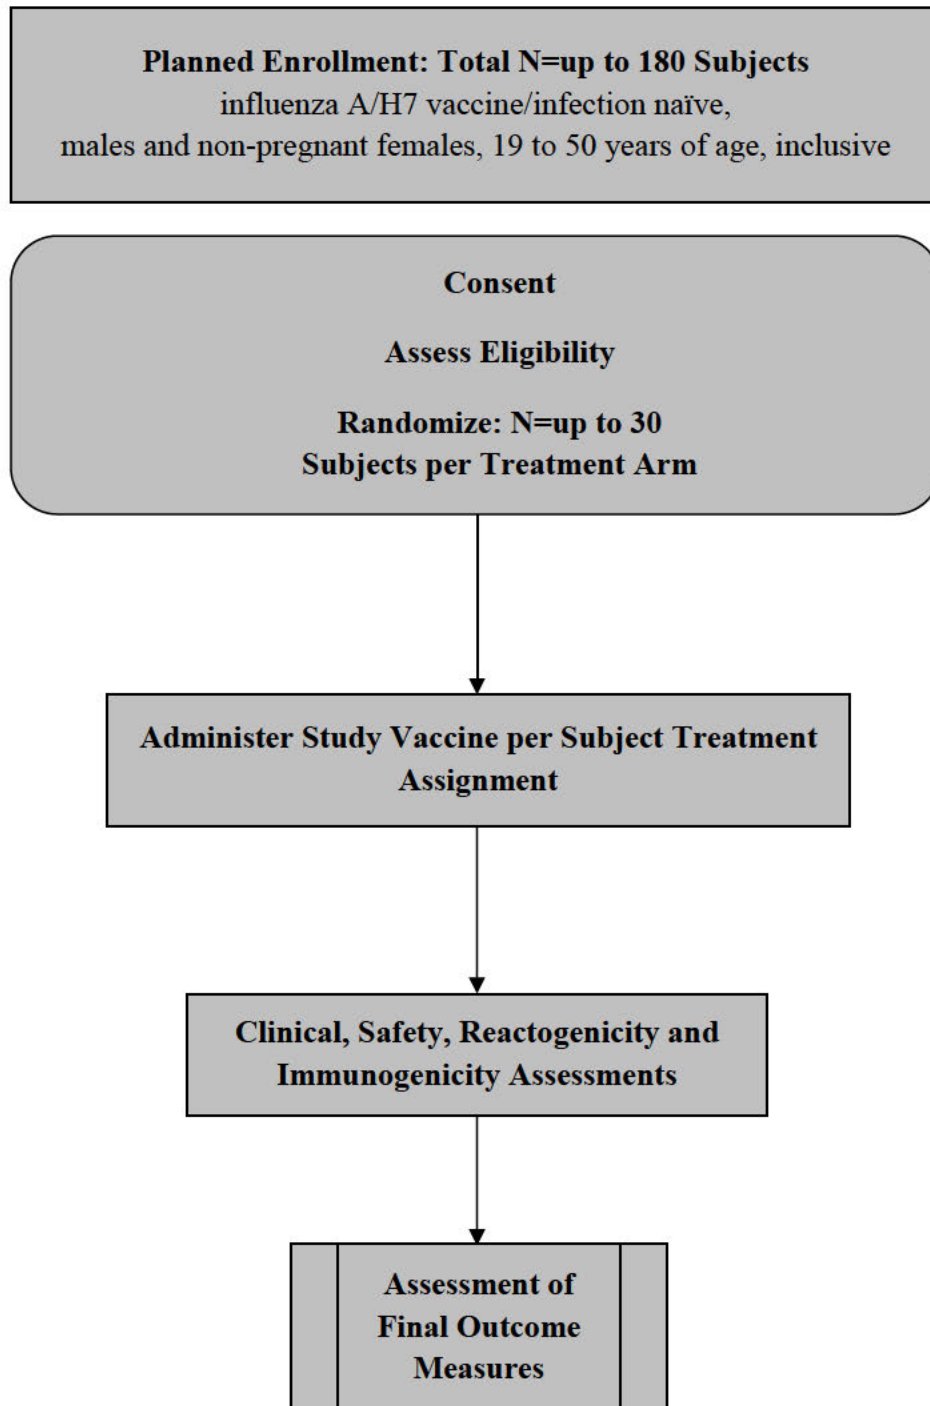 Planned Enrollment: Total N=up to 180 Subjects
influenza A/H7 vaccine/infection naïve,
males and non-pregnant females, 19 to 50 years of age, inclusive
Consent
Assess Eligibility
Randomize: N=up to 30
Subjects per Treatment Arm
Administer Study Vaccine per Subject Treatment
Assignment
Clinical, Safety, Reactogenicity and
Immunogenicity Assessments
Assessment of
Final Outcome
Measures